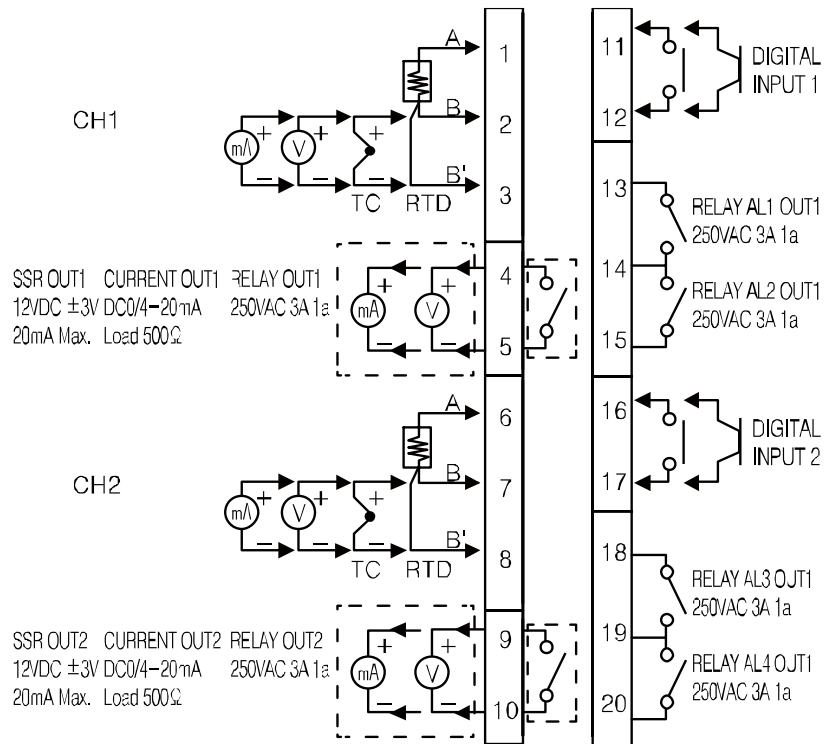 CH1
mA
+
−
V
+
−
+
−
TC
RTD
A
B
B'
1
2
3
SSR OUT1 CURRENT OUT1 RELAY OUT1
12VDC ±3V DC0/4−20mA 250VAC 3A 1a
20mA Max. Load 500Ω
mA
+
−
V
+
−
4
5
CH2
mA
+
−
V
+
−
+
−
TC
RTD
A
B
B'
6
7
8
SSR OUT2 CURRENT OUT2 RELAY OUT2
12VDC ±3V DC0/4−20mA 250VAC 3A 1a
20mA Max. Load 500Ω
mA
+
−
V
+
−
9
10
11
12
DIGITAL
INPUT 1
13
14
15
RELAY AL1 OUT1
250VAC 3A 1a
RELAY AL2 OUT1
250VAC 3A 1a
16
17
DIGITAL
INPUT 2
18
19
20
RELAY AL3 OUT1
250VAC 3A 1a
RELAY AL4 OUT1
250VAC 3A 1a